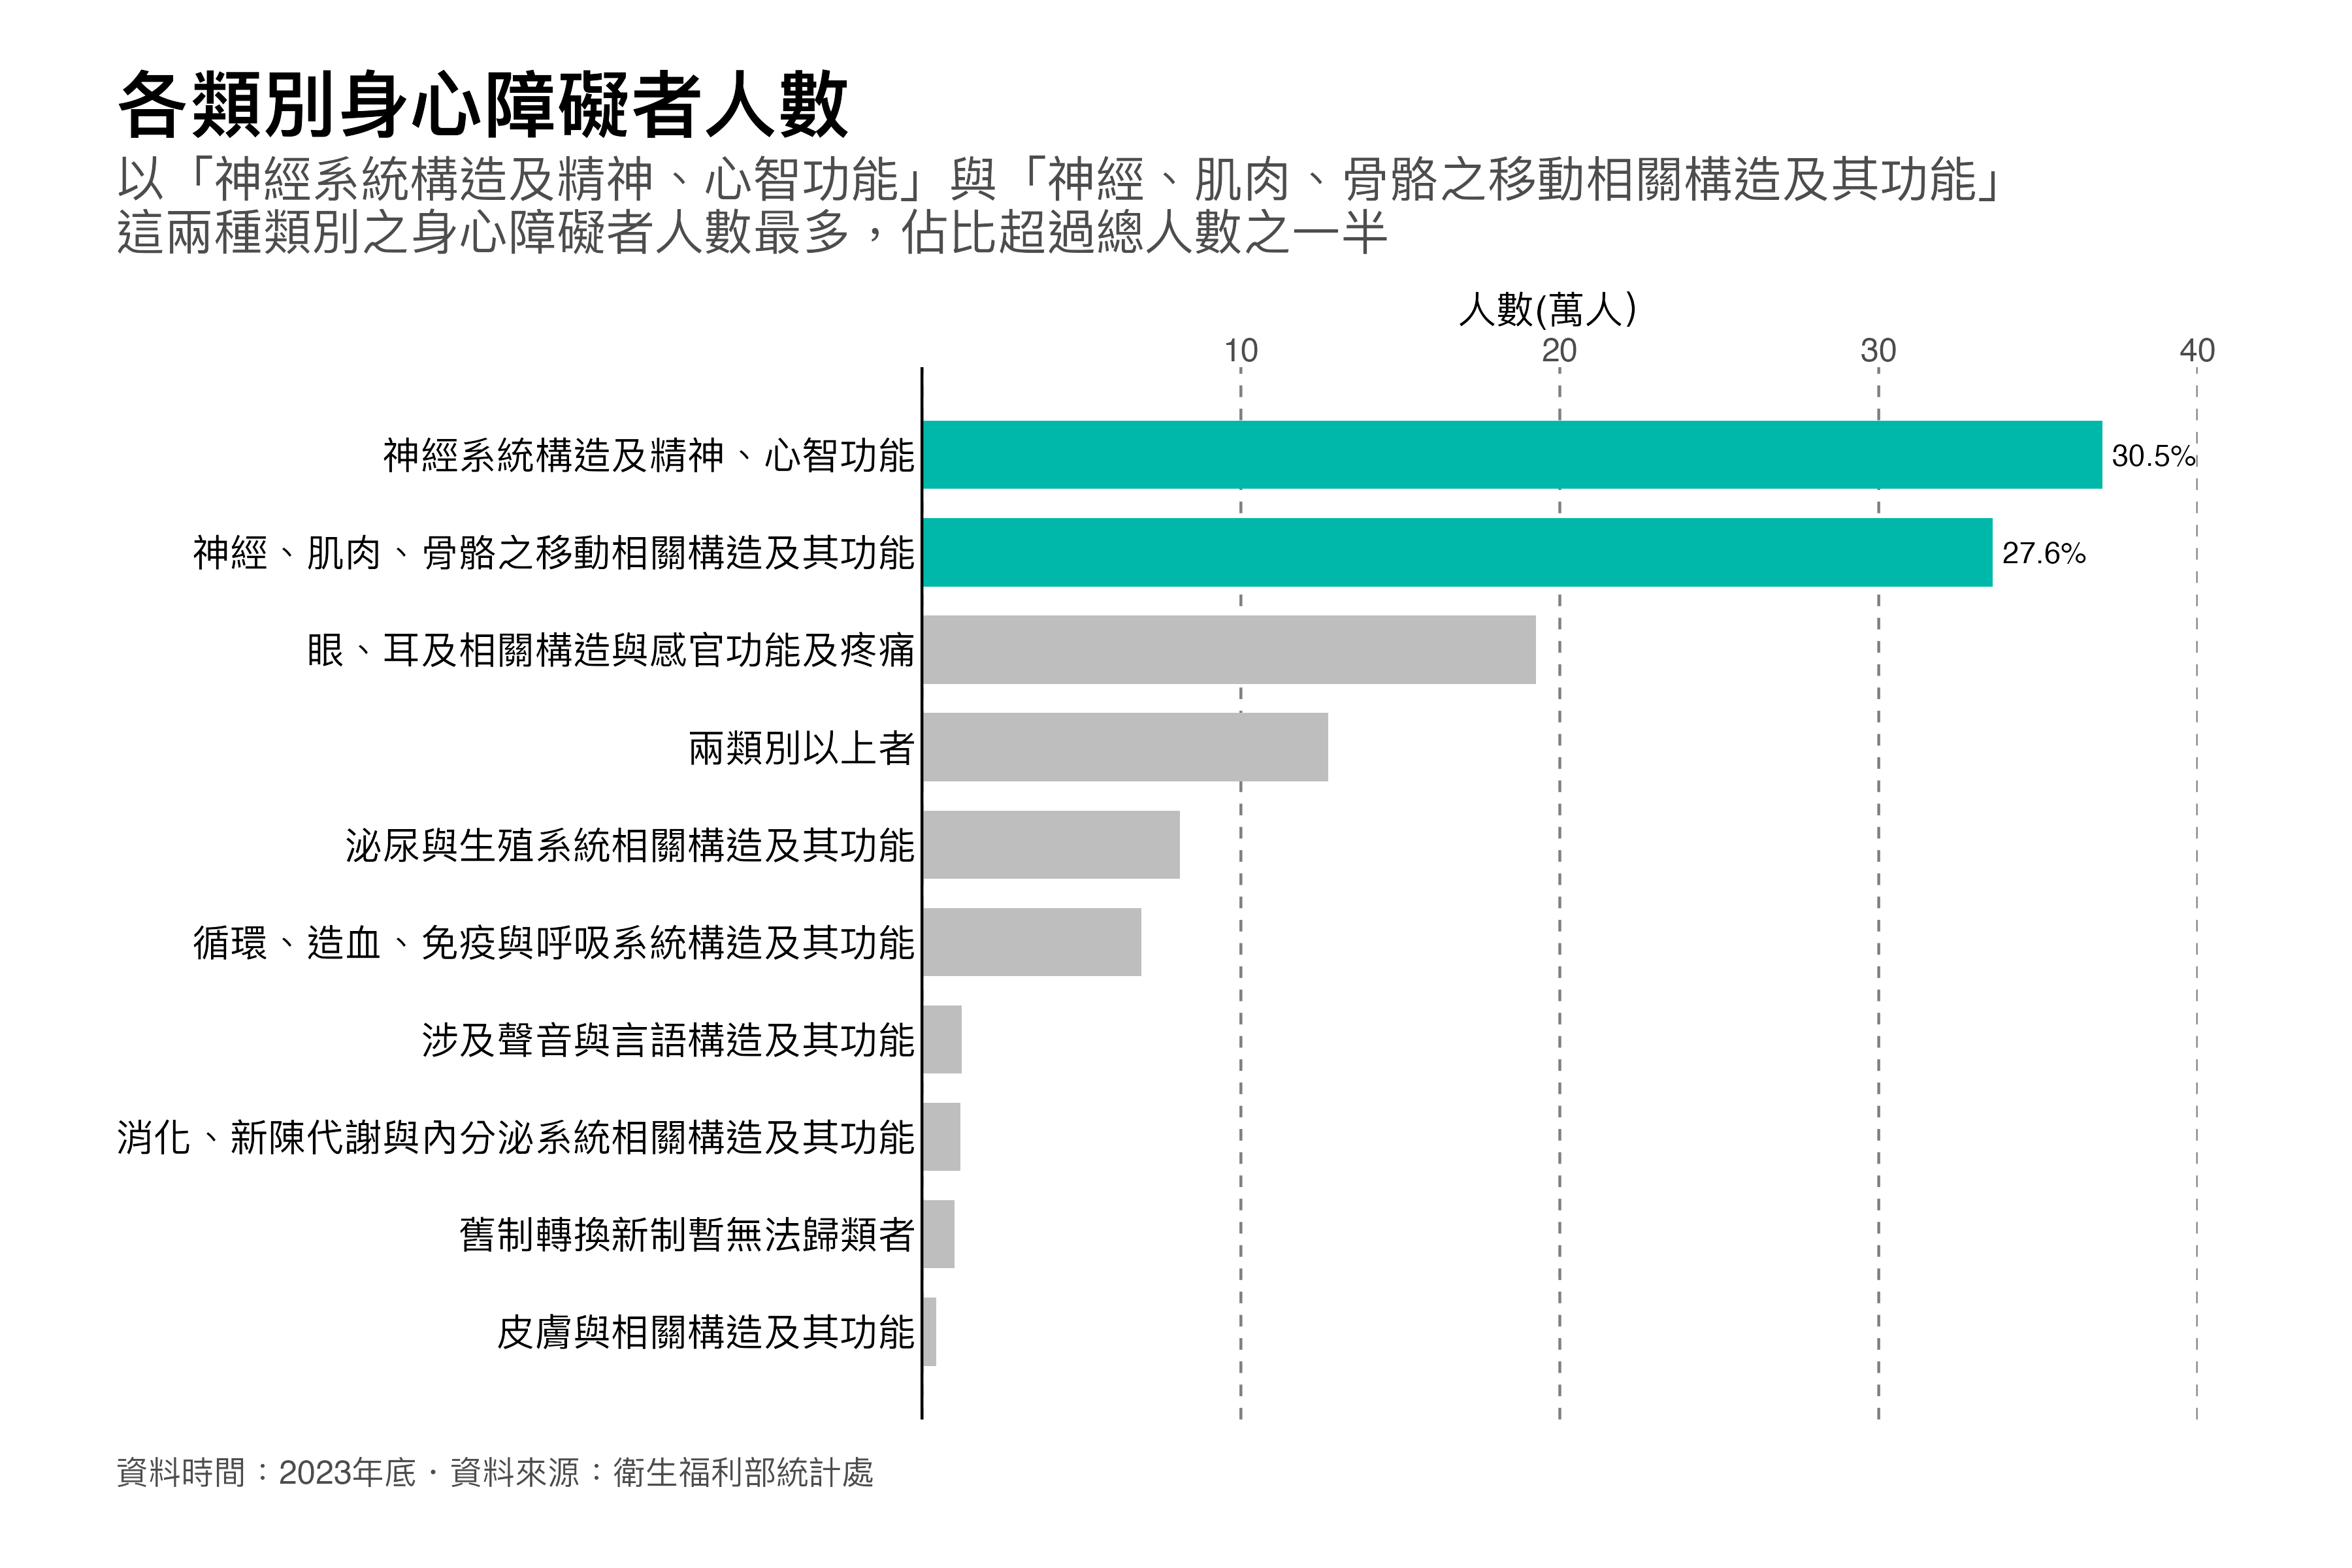 各類別身心障礙者人數
以「神經系統構造及精神、心智功能」與「神經、肌肉、骨骼之移動相關構造及其功能」
這兩種類別之身心障礙者人數最多，佔比超過總人數之一半
人數(萬人)
10 20 30 40
神經系統構造及精神、心智功能 30.5%
神經、肌肉、骨骼之移動相關構造及其功能 27.6%
眼、耳及相關構造與感官功能及疼痛
兩類別以上者
泌尿與生殖系統相關構造及其功能
循環、造血、免疫與呼吸系統構造及其功能
涉及聲音與言語構造及其功能
消化、新陳代謝與內分泌系統相關構造及其功能
舊制轉換新制暫無法歸類者
皮膚與相關構造及其功能
資料時間：2023年底．資料來源：衛生福利部統計處